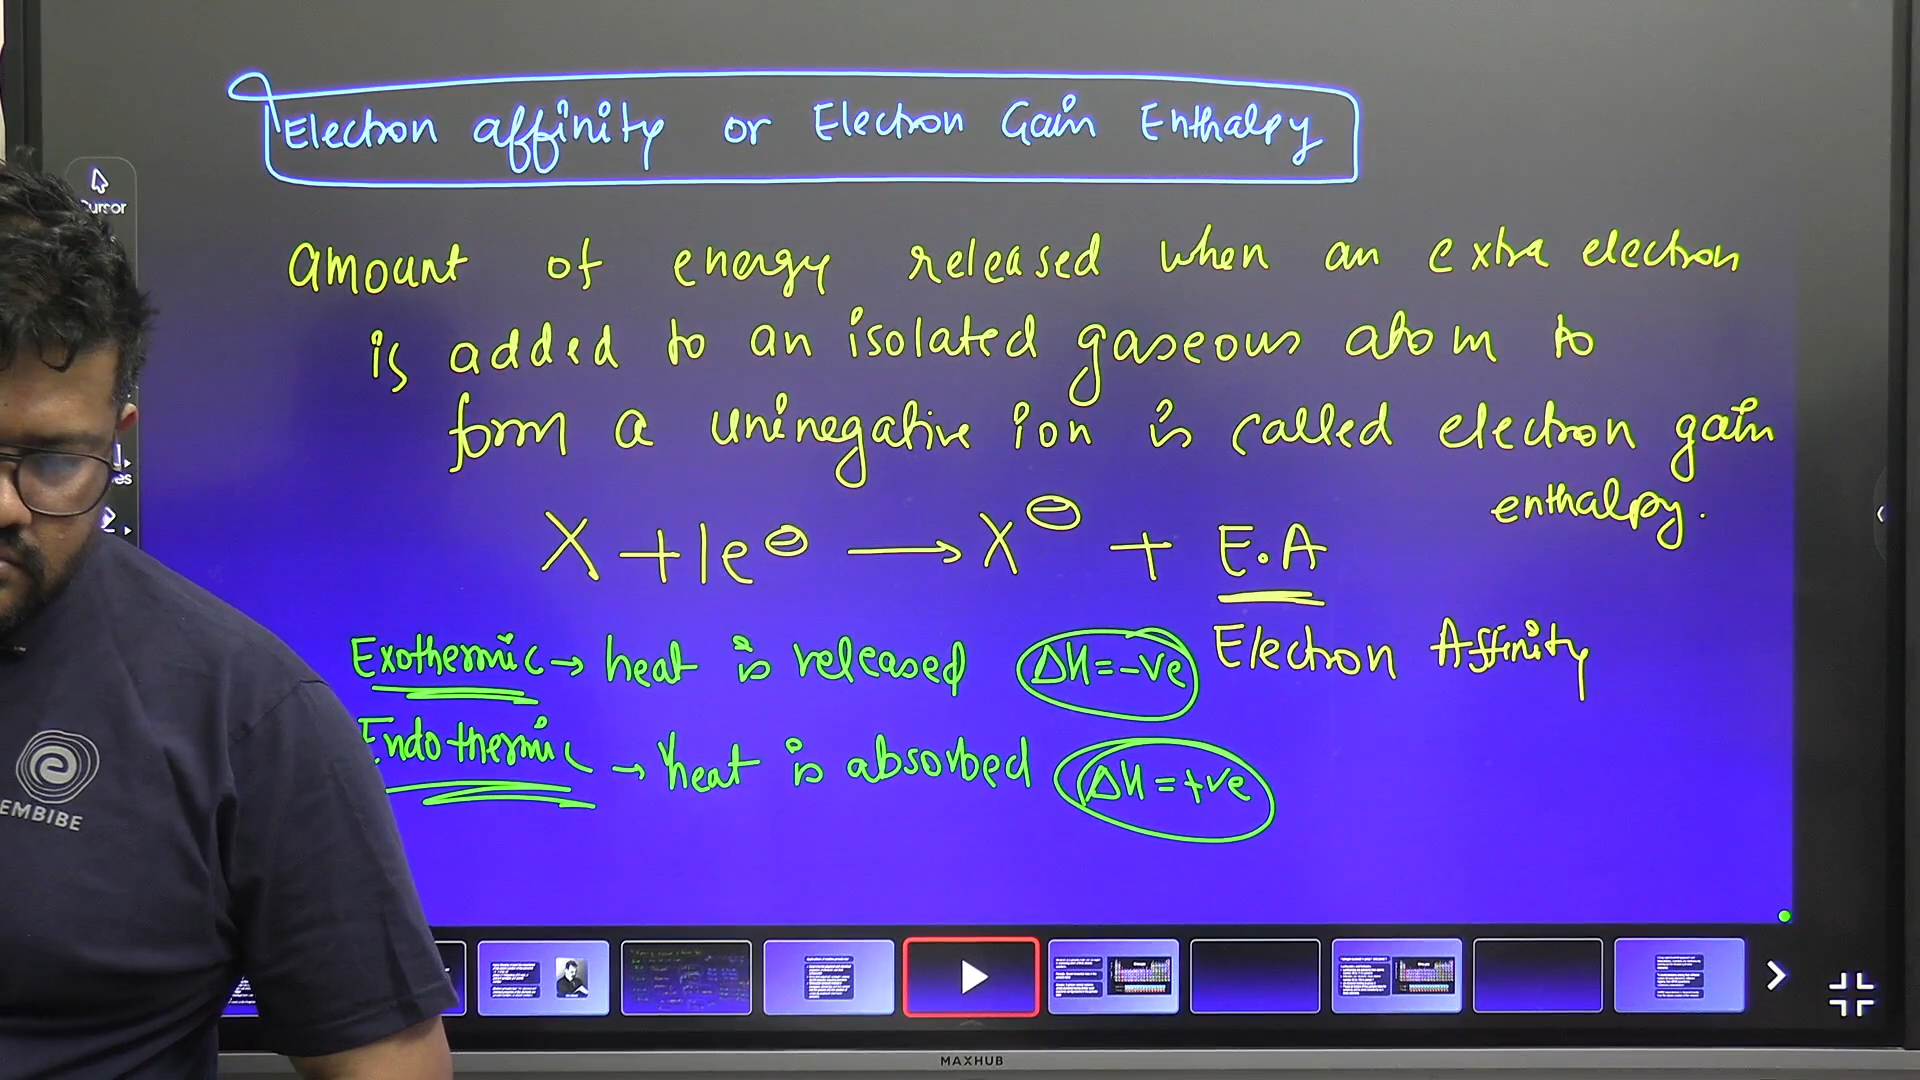 Electron affinity or Electron Gain Enthalpy
Cursor
amount of energy released when an extra electron
is added to an isolated gaseous atom to
form a uninegative ion is called electron gain
enthalpy.
X + 1e⊖ → X⊖ + E.A
Electron Affinity
Exothermic → heat is released ΔH = -ve
Endothermic → heat is absorbed ΔH = +ve
EMBIBE
MAXHUB